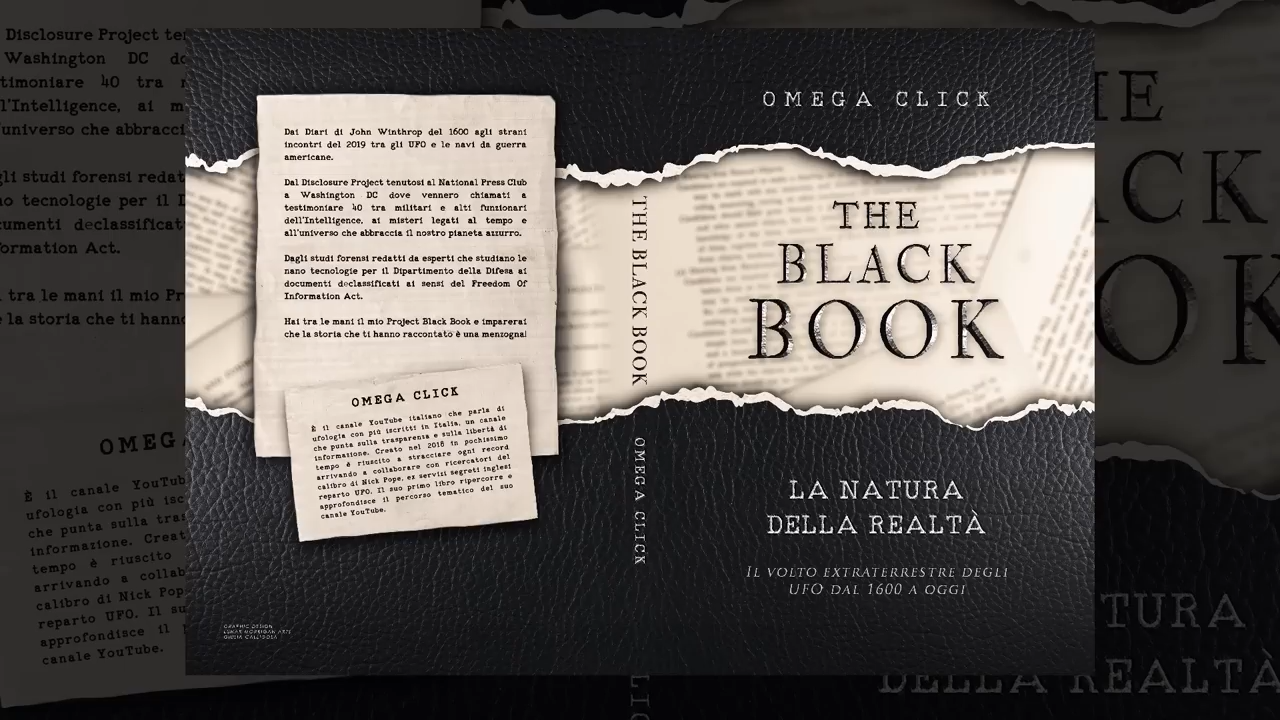 Dai Diari di John Winthrop del 1600 agli strani
incontri del 2019 tra gli UFO e le navi da guerra
americane.
Dal Disclosure Project tenutosi al National Press Club
a Washington DC dove vennero chiamati a
testimoniare 40 tra militari e alti funzionari
dell'Intelligence, ai misteri legati al tempo e
all'universo che abbraccia il nostro pianeta azzurro.
Dagli studi forensi redatti da esperti che studiano le
nano tecnologie per il Dipartimento della Difesa ai
documenti declassificati ai sensi del Freedom Of
Information Act.
Hai tra le mani il mio Project Black Book e imparerai
che la storia che ti hanno raccontato è una menzogna!
OMEGA CLICK
È il canale YouTube italiano che parla di
ufologia con più iscritti in Italia, un canale
che punta sulla trasparenza e sulla libertà di
informazione. Creato nel 2018 in pochissimo
tempo è riuscito a stracciare ogni record
arrivando a collaborare con ricercatori del
calibro di Nick Pope, ex servizi segreti inglesi
reparto UFO. Il suo primo libro ripercorre e
approfondisce il percorso tematico del suo
canale YouTube.
GRAPHIC DESIGN
THE BLACK BOOK
OMEGA CLICK
OMEGA CLICK
THE
BLACK
BOOK
LA NATURA
DELLA REALTÀ
IL VOLTO EXTRATERRESTRE DEGLI
UFO DAL 1600 A OGGI